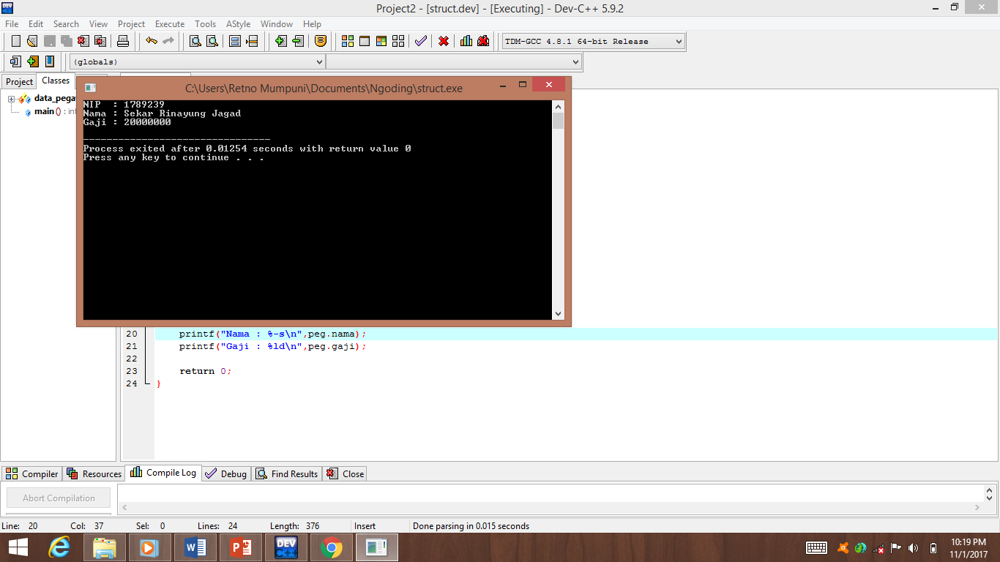 Project2 - [struct.dev] - [Executing] - Dev-C++ 5.9.2
File Edit Search View Project Execute Tools AStyle Window Help
TDM-GCC 4.8.1 64-bit Release
(globals)
Project Classes
data_pega
main() : int
C:\Users\Retno Mumpuni\Documents\Ngoding\struct.exe
NIP : 1789239
Nama : Sekar Rinayung Jagad
Gaji : 20000000
--------------------------------
Process exited after 0.01254 seconds with return value 0
Press any key to continue . . .
20 printf("Nama : %-s\n",peg.nama);
21 printf("Gaji : %ld\n",peg.gaji);
22
23 return 0;
24 }
Compiler Resources Compile Log Debug Find Results Close
Abort Compilation
Line: 20 Col: 37 Sel: 0 Lines: 24 Length: 376 Insert Done parsing in 0.015 seconds
DEV C++
10:19 PM
11/1/2017